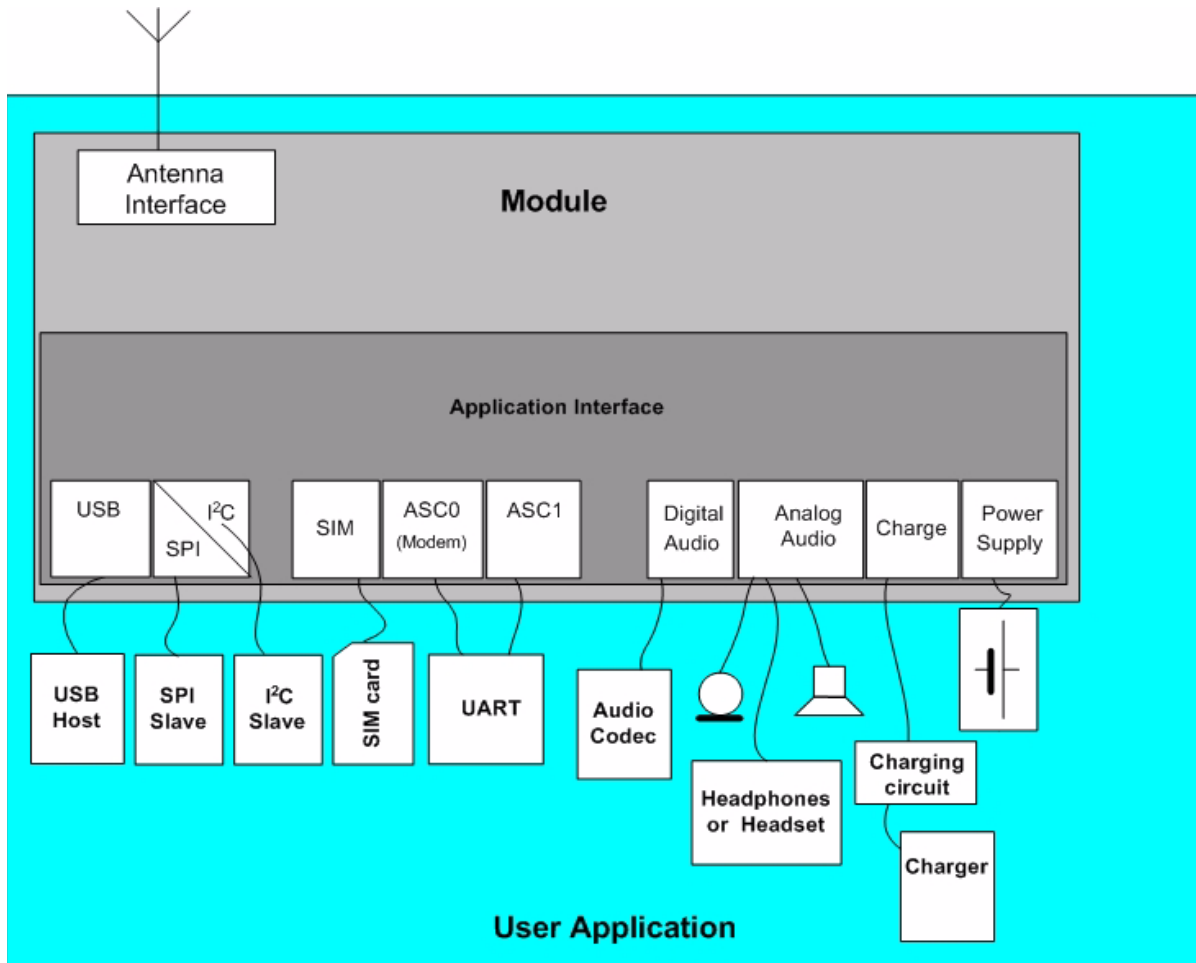 Antenna
Interface
Module
Application Interface
USB
I²C
SPI
SIM
ASC0
(Modem)
ASC1
Digital
Audio
Analog
Audio
Charge
Power
Supply
USB
Host
SPI
Slave
I²C
Slave
SIM card
UART
Audio
Codec
Headphones
or Headset
Charging
circuit
Charger
User Application